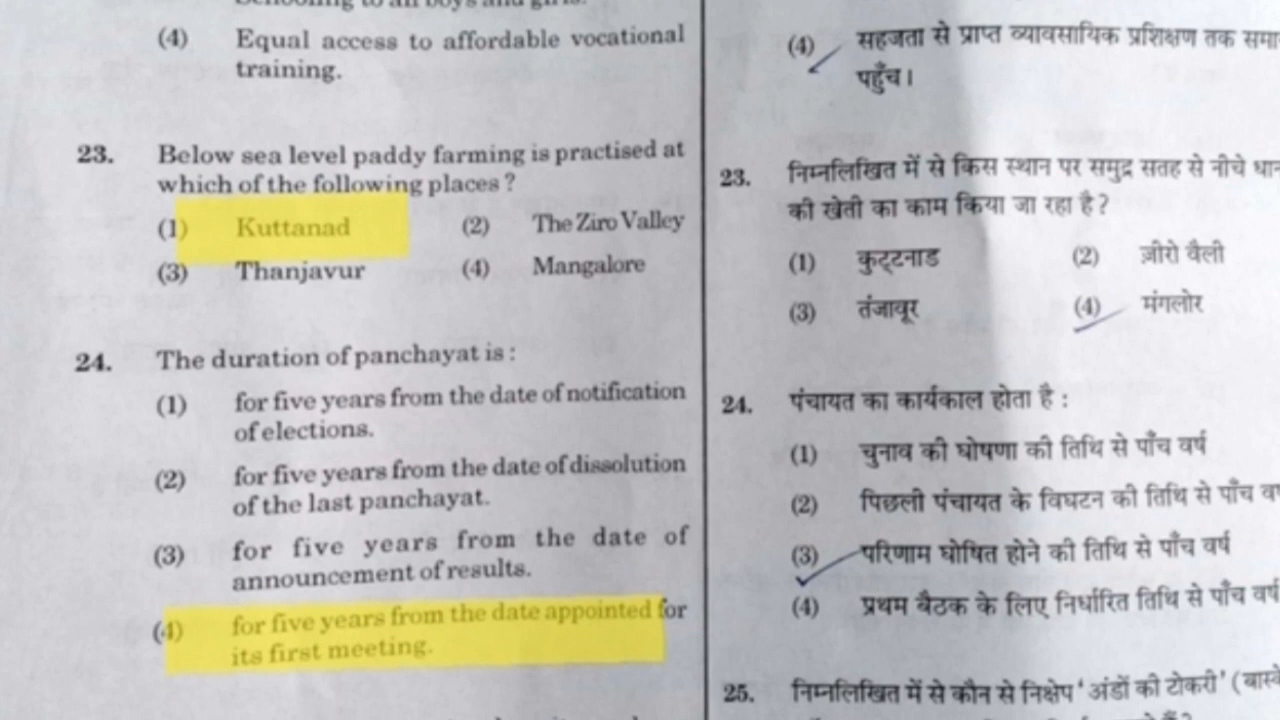 (4) Equal access to affordable vocational
training.
23. Below sea level paddy farming is practised at
which of the following places ?
(1) Kuttanad (2) The Ziro Valley
(3) Thanjavur (4) Mangalore
24. The duration of panchayat is :
(1) for five years from the date of notification
of elections.
(2) for five years from the date of dissolution
of the last panchayat.
(3) for five years from the date of
announcement of results.
(4) for five years from the date appointed for
its first meeting.
(4) सहजता से प्राप्त व्यावसायिक प्रशिक्षण तक
पहुँच।
23. निम्नलिखित में से किस स्थान पर समुद्र सतह से नीचे
की खेती का काम किया जा रहा है ?
(1) कुट्टनाड (2) ज़ीरो वैली
(3) तंजावूर (4) मंगलोर
24. पंचायत का कार्यकाल होता है :
(1) चुनाव की घोषणा की तिथि से पाँच वर्ष
(2) पिछली पंचायत के विघटन की तिथि से पाँच
(3) परिणाम घोषित होने की तिथि से पाँच वर्ष
(4) प्रथम बैठक के लिए निर्धारित तिथि से पाँच वर्ष
25. निम्नलिखित में से कौन से निक्षेप ' अंडों की टोकरी' (